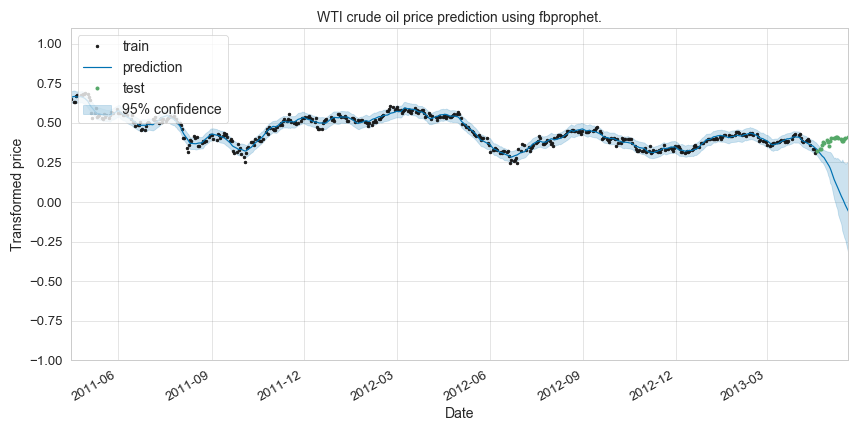 WTI crude oil price prediction using fbprophet.
train
prediction
test
95% confidence
Transformed price
1.00
0.75
0.50
0.25
0.00
−0.25
−0.50
−0.75
−1.00
2011-06
2011-09
2011-12
2012-03
2012-06
2012-09
2012-12
2013-03
Date